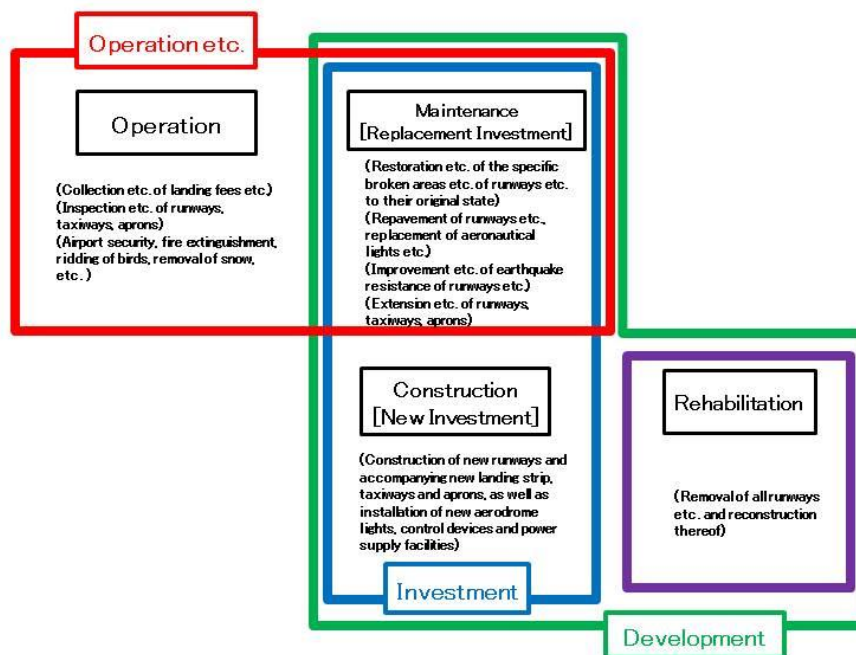 Operation etc.
Operation
(Collection etc. of landing fees etc.)
(Inspection etc. of runways,
taxiways, aprons)
(Airport security, fire extinguishment,
ridding of birds, removal of snow,
etc.)
Maintenance
[Replacement Investment]
(Restoration etc. of the specific
broken areas etc. of runways etc.
to their original state)
(Repavement of runways etc.,
replacement of aeronautical
lights etc.)
(Improvement etc. of earthquake
resistance of runways etc.)
(Extension etc. of runways,
taxiways, aprons)
Construction
[New Investment]
(Construction of new runways and
accompanying new landing strip,
taxiways and aprons, as well as
installation of new aerodrome
lights, control devices and power
supply facilities)
Investment
Rehabilitation
(Removal of all runways
etc. and reconstruction
thereof)
Development